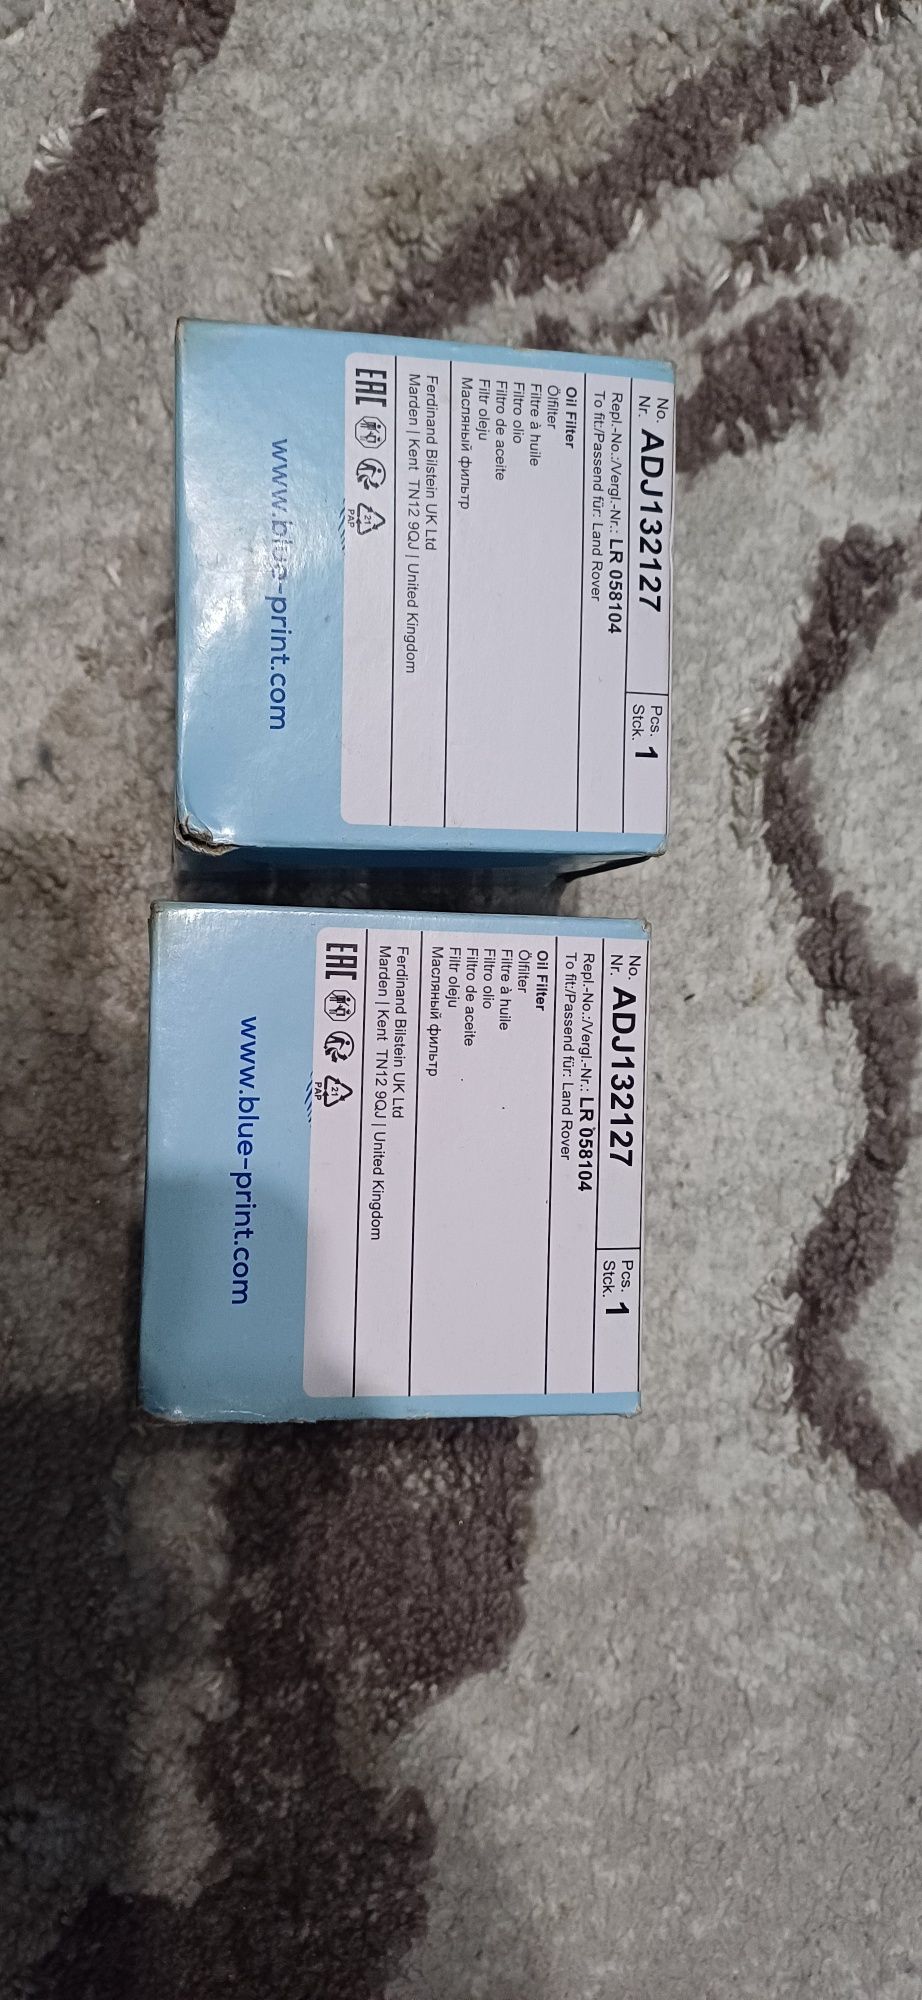 No.
Nr. ADJ132127
Pcs.
Stck. 1
Repl.-No.:/Vergl.-Nr.: LR 058104
To fit:/Passend für: Land Rover
Oil Filter
Ölfilter
Filtre à huile
Filtro olio
Filtro de aceite
Filtr oleju
Масляный фильтр
Ferdinand Bilstein UK Ltd
Marden | Kent TN12 9QJ | United Kingdom
EAC
21
PAP
www.blue-print.com
No.
Nr. ADJ132127
Pcs.
Stck. 1
Repl.-No.:/Vergl.-Nr.: LR 058104
To fit:/Passend für: Land Rover
Oil Filter
Ölfilter
Filtre à huile
Filtro olio
Filtro de aceite
Filtr oleju
Масляный фильтр
Ferdinand Bilstein UK Ltd
Marden | Kent TN12 9QJ | United Kingdom
EAC
21
PAP
www.blue-print.com